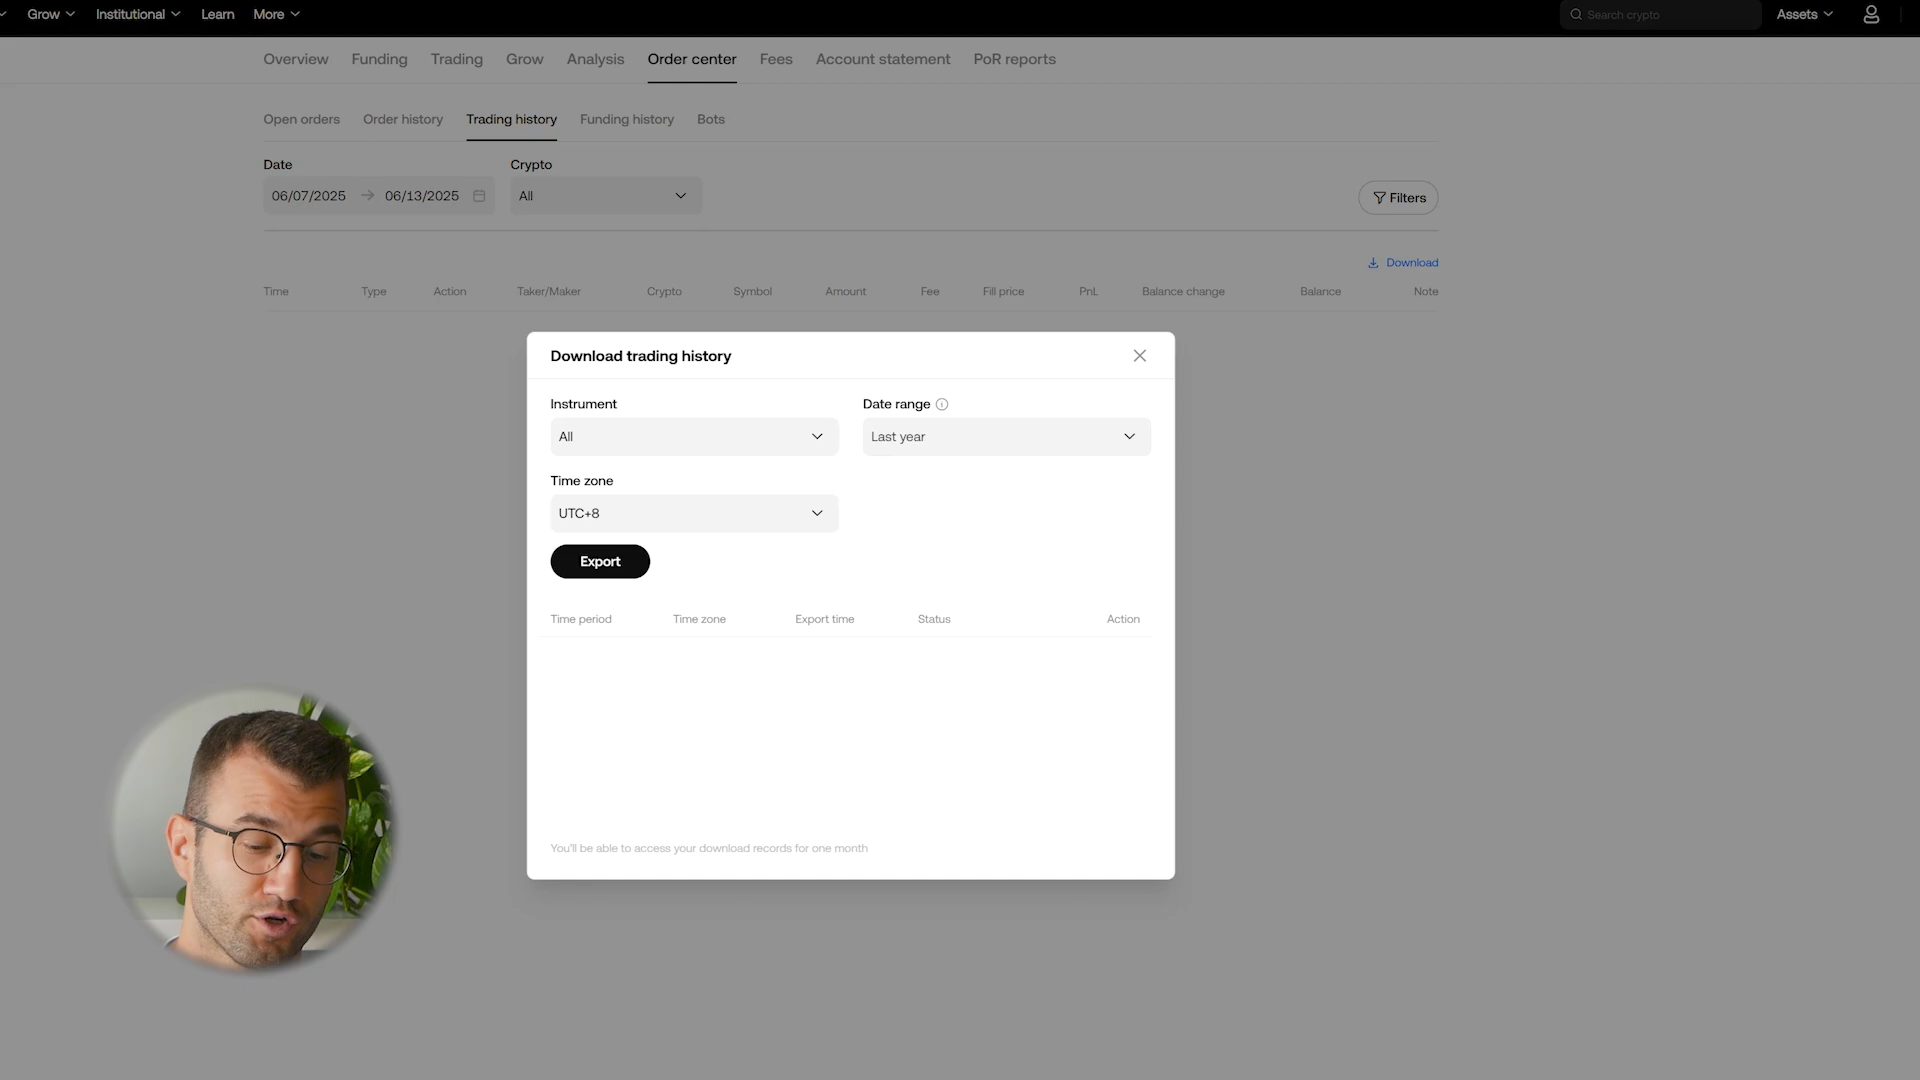 Grow Institutional Learn More Search crypto Assets
Overview Funding Trading Grow Analysis Order center Fees Account statement PoR reports
Open orders Order history Trading history Funding history Bots
Date Crypto
06/07/2025 → 06/13/2025 All Filters
Download
Time Type Action Taker/Maker Crypto Symbol Amount Fee Fill price PnL Balance change Balance Note
Download trading history
Instrument Date range
All Last year
Time zone
UTC+8
Export
Time period Time zone Export time Status Action
You'll be able to access your download records for one month